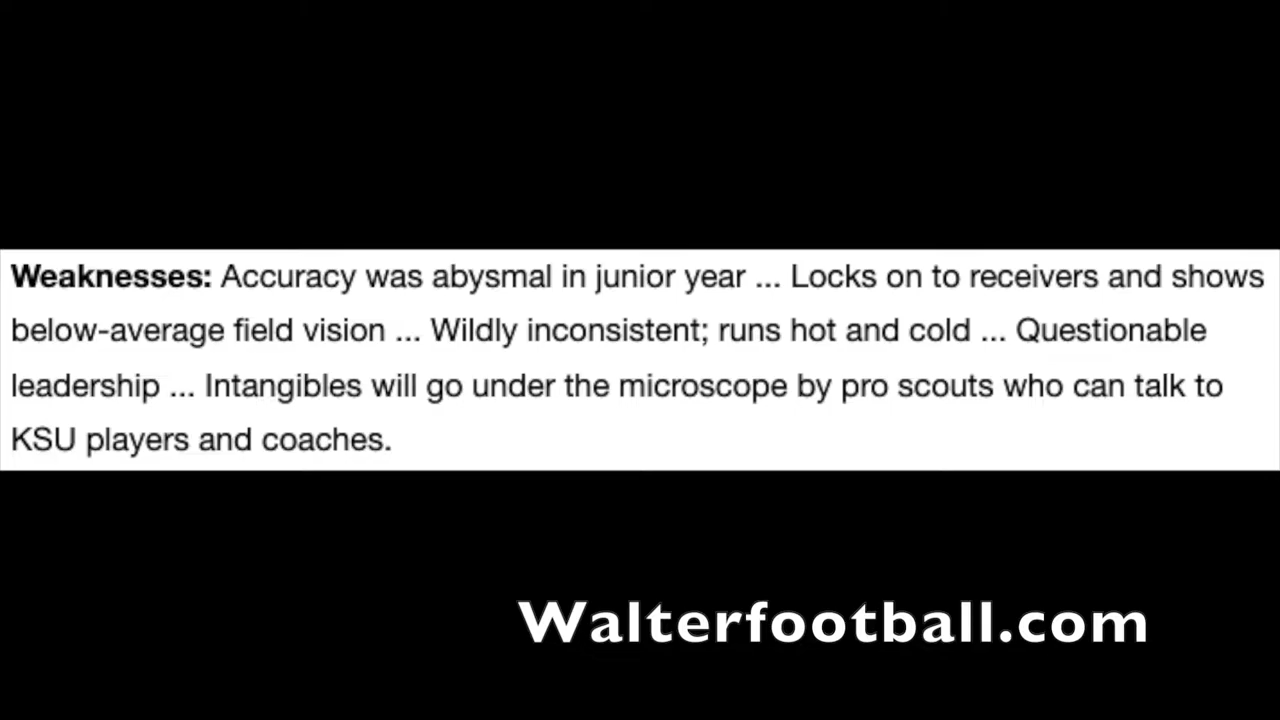 Weaknesses: Accuracy was abysmal in junior year ... Locks on to receivers and shows
below-average field vision ... Wildly inconsistent; runs hot and cold ... Questionable
leadership ... Intangibles will go under the microscope by pro scouts who can talk to
KSU players and coaches.
Walterfootball.com